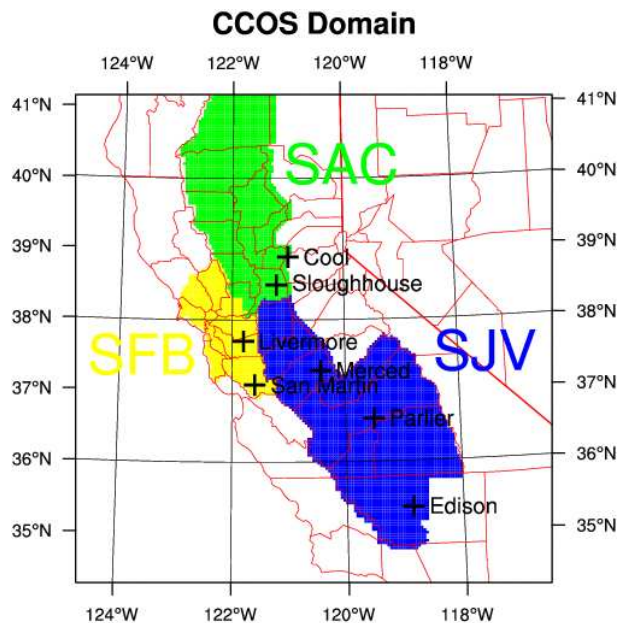 CCOS Domain
124°W 122°W 120°W 118°W
41°N 41°N
SAC
40°N 40°N
39°N 39°N
Cool
Sloughhouse
38°N 38°N
SFB Livermore SJV
Merced
37°N San Martin 37°N
Parlier
36°N 36°N
Edison
35°N 35°N
124°W 122°W 120°W 118°W